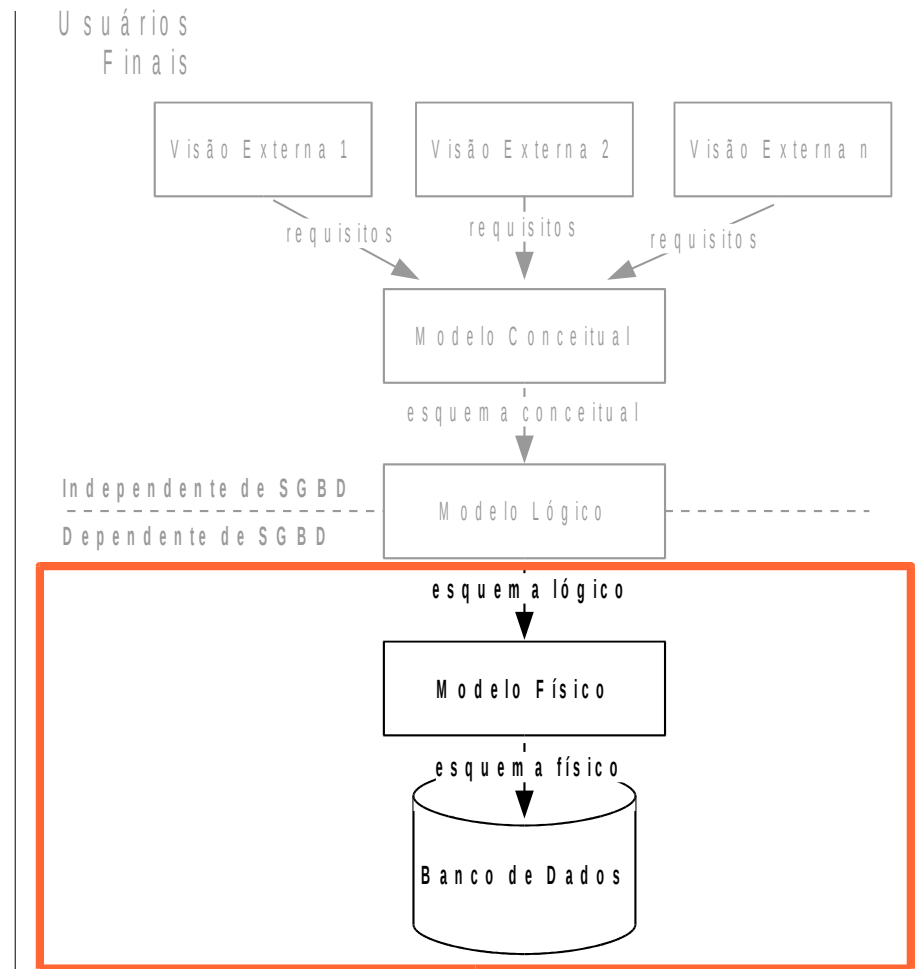 Usuários
Finais
Visão Externa 1
Visão Externa 2
Visão Externa n
requisitos
requisitos
requisitos
Modelo Conceitual
esquema conceitual
Independente de SGBD
Modelo Lógico
Dependente de SGBD
esquema lógico
Modelo Físico
esquema físico
Banco de Dados